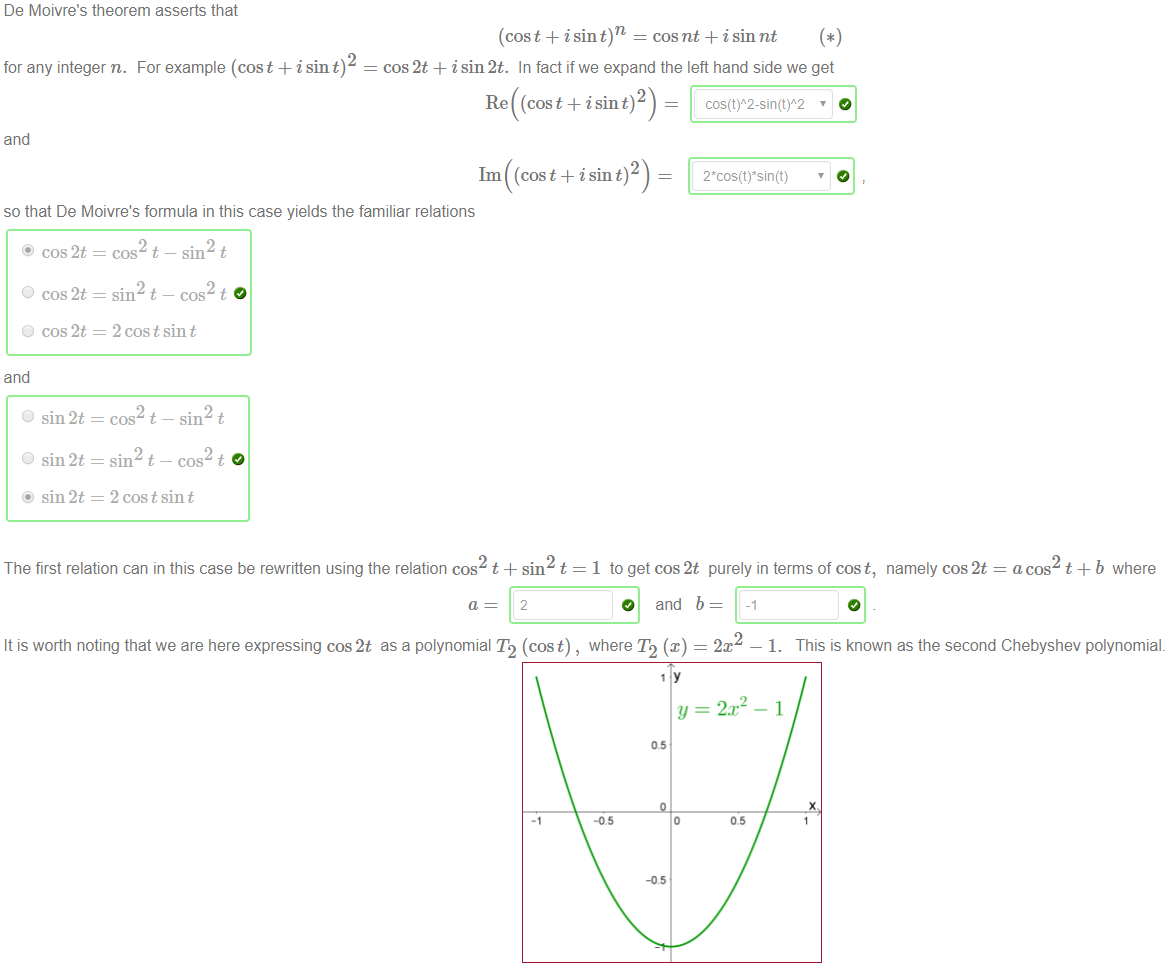 De Moivre's theorem asserts that
(cos t + i sin t)^n = cos nt + i sin nt (*)
for any integer n. For example (cos t + i sin t)^2 = cos 2t + i sin 2t. In fact if we expand the left hand side we get
Re((cos t + i sin t)^2) = cos(t)^2-sin(t)^2
and
Im((cos t + i sin t)^2) = 2*cos(t)*sin(t) ,
so that De Moivre's formula in this case yields the familiar relations
cos 2t = cos^2 t − sin^2 t
cos 2t = sin^2 t − cos^2 t
cos 2t = 2 cos t sin t
and
sin 2t = cos^2 t − sin^2 t
sin 2t = sin^2 t − cos^2 t
sin 2t = 2 cos t sin t
The first relation can in this case be rewritten using the relation cos^2 t + sin^2 t = 1 to get cos 2t purely in terms of cos t, namely cos 2t = a cos^2 t + b where
a = 2 and b = -1 .
It is worth noting that we are here expressing cos 2t as a polynomial T_2 (cos t), where T_2 (x) = 2x^2 − 1. This is known as the second Chebyshev polynomial.
1 y
y = 2x^2 − 1
0.5
0 x
-1 -0.5 0 0.5 1
-0.5
-1